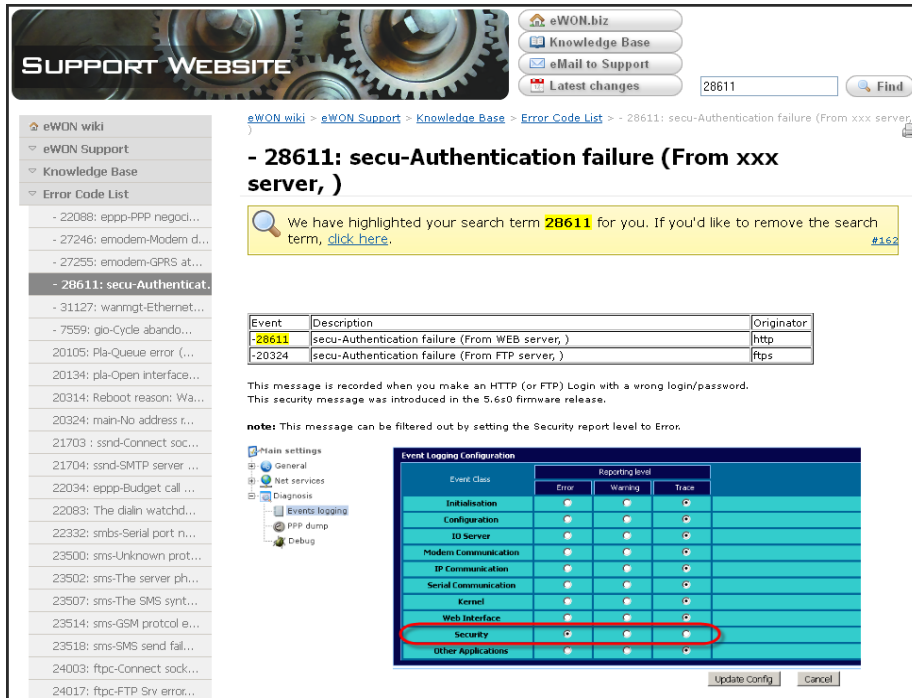 SUPPORT WEBSITE
eWON.biz
Knowledge Base
eMail to Support
Latest changes
28611
Find
eWON wiki
eWON Support
Knowledge Base
Error Code List
- 22088: eppp-PPP negoci...
- 27246: emodem-Modem d...
- 27255: emodem-GPRS at...
- 28611: secu-Authenticat.
- 31127: wanmgt-Ethernet...
- 7559: gio-Cycle abando...
20105: Pla-Queue error (...
20134: pla-Open interface...
20314: Reboot reason: Wa...
20324: main-No address r...
21703 : ssnd-Connect soc...
21704: ssnd-SMTP server ...
22034: eppp-Budget call ...
22083: The dialin watchd...
22332: smbs-Serial port n...
23500: sms-Unknown prot...
23502: sms-The server ph...
23507: sms-The SMS synt...
23514: sms-GSM protcol e...
23518: sms-SMS send fail...
24003: ftpc-Connect sock...
24017: ftpc-FTP Srv error...
eWON wiki > eWON Support > Knowledge Base > Error Code List > - 28611: secu-Authentication failure (From xxx server,
)
- 28611: secu-Authentication failure (From xxx
server, )
We have highlighted your search term 28611 for you. If you'd like to remove the search
term, click here.
#162
Event Description Originator
-28611 secu-Authentication failure (From WEB server, ) http
-20324 secu-Authentication failure (From FTP server, ) ftps
This message is recorded when you make an HTTP (or FTP) Login with a wrong login/password.
This security message was introduced in the 5.6s0 firmware release.
note: This message can be filtered out by setting the Security report level to Error.
Main settings
General
Net services
Diagnosis
Events logging
PPP dump
Debug
Event Logging Configuration
Event Class
Reporting level
Error Warning Trace
Initialisation
Configuration
IO Server
Modem Communication
IP Communication
Serial Communication
Kernel
Web Interface
Security
Other Applications
Update Config
Cancel